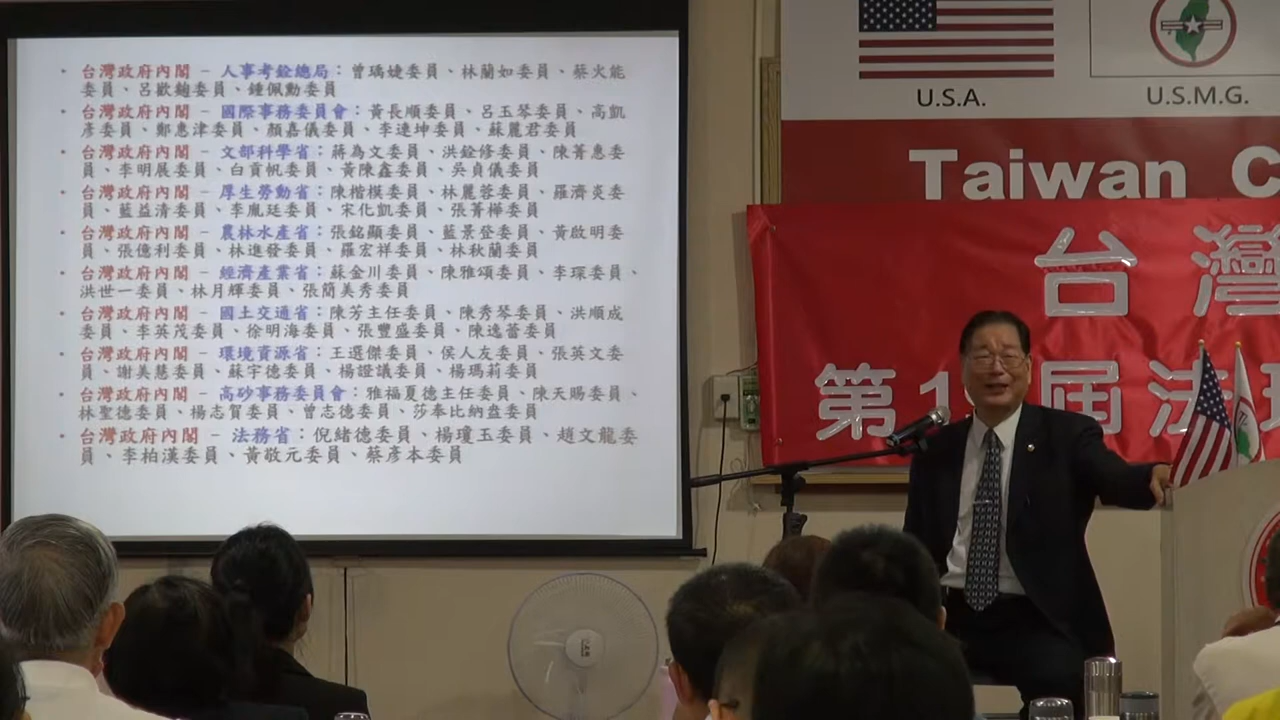 • 台灣政府內閣 – 人事考銓總局：曾瑀婕委員、林蘭如委員、蔡火能
委員、呂歡麹委員、鍾佩勳委員
• 台灣政府內閣 – 國際事務委員會：黃長順委員、呂玉琴委員、高凱
彥委員、鄭惠津委員、顏嘉儀委員、李達坤委員、蘇麗君委員
• 台灣政府內閣 – 文部科學省：蔣為文委員、洪銓修委員、陳菁惠委
員、李明展委員、白貢帆委員、黃陳鑫委員、吳貞儀委員
• 台灣政府內閣 – 厚生勞動省：陳楷模委員、林麗蓉委員、羅濟炎委
員、藍益清委員、李胤廷委員、宋化凱委員、張菁樺委員
• 台灣政府內閣 – 農林水產省：張銘顯委員、藍景登委員、黃啟明委
員、張億利委員、林進發委員、羅宏祥委員、林秋蘭委員
• 台灣政府內閣 – 經濟產業省：蘇金川委員、陳雅頌委員、李琛委員、
洪世一委員、林月輝委員、張簡美秀委員
• 台灣政府內閣 – 國土交通省：陳芳主任委員、陳秀琴委員、洪順成
委員、李英茂委員、徐明海委員、張豐盛委員、陳逸蕾委員
• 台灣政府內閣 – 環境資源省：王選傑委員、侯人友委員、張英文委
員、謝美慧委員、蘇宇德委員、楊證議委員、楊瑪莉委員
• 台灣政府內閣 – 高砂事務委員會：雅福夏德主任委員、陳天賜委員、
林聖德委員、楊志賀委員、曾志德委員、莎奉比納盎委員
• 台灣政府內閣 – 法務省：倪緒德委員、楊瓊玉委員、趙文龍委
員、李柏漢委員、黃敬元委員、蔡彥本委員
U.S.A.
U.S.M.G.
Taiwan C
台灣
第1 屆法